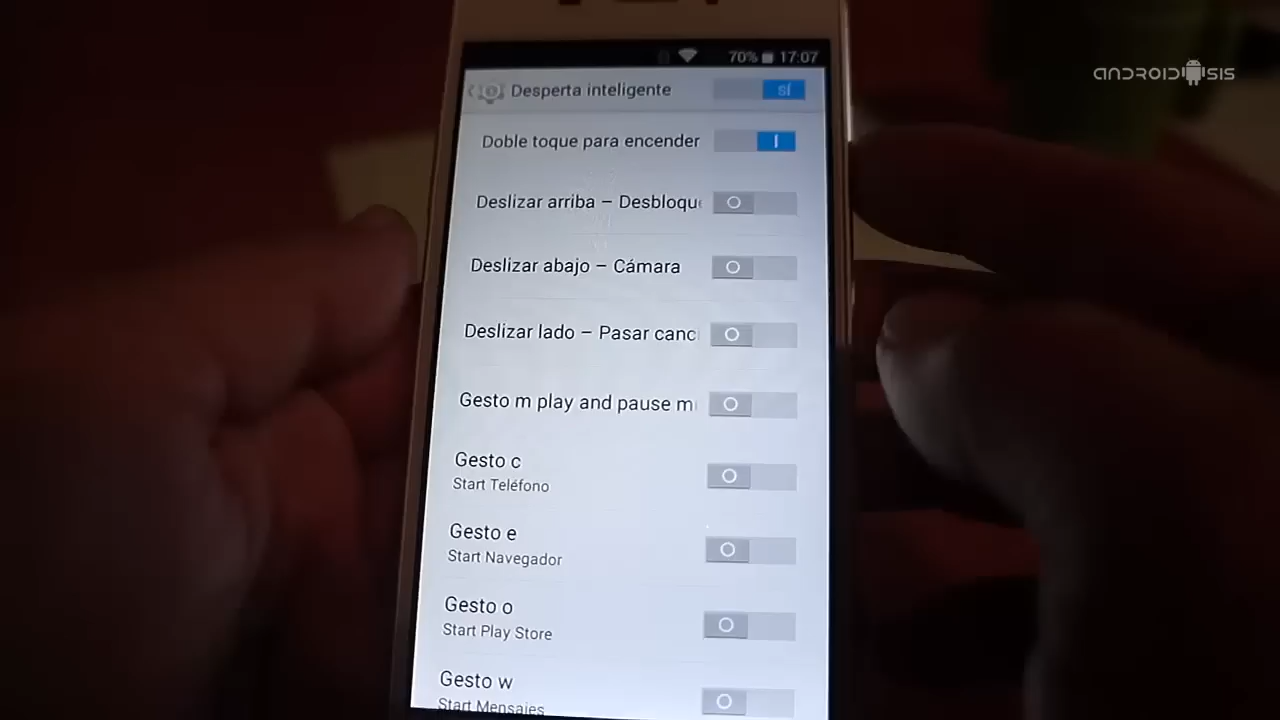 ANDROIDSIS
70% 17:07
Desperta inteligente SÍ
Doble toque para encender
Deslizar arriba – Desbloqu
Deslizar abajo – Cámara
Deslizar lado – Pasar canc
Gesto m play and pause m
Gesto c
Start Teléfono
Gesto e
Start Navegador
Gesto o
Start Play Store
Gesto w
Start Mensajes